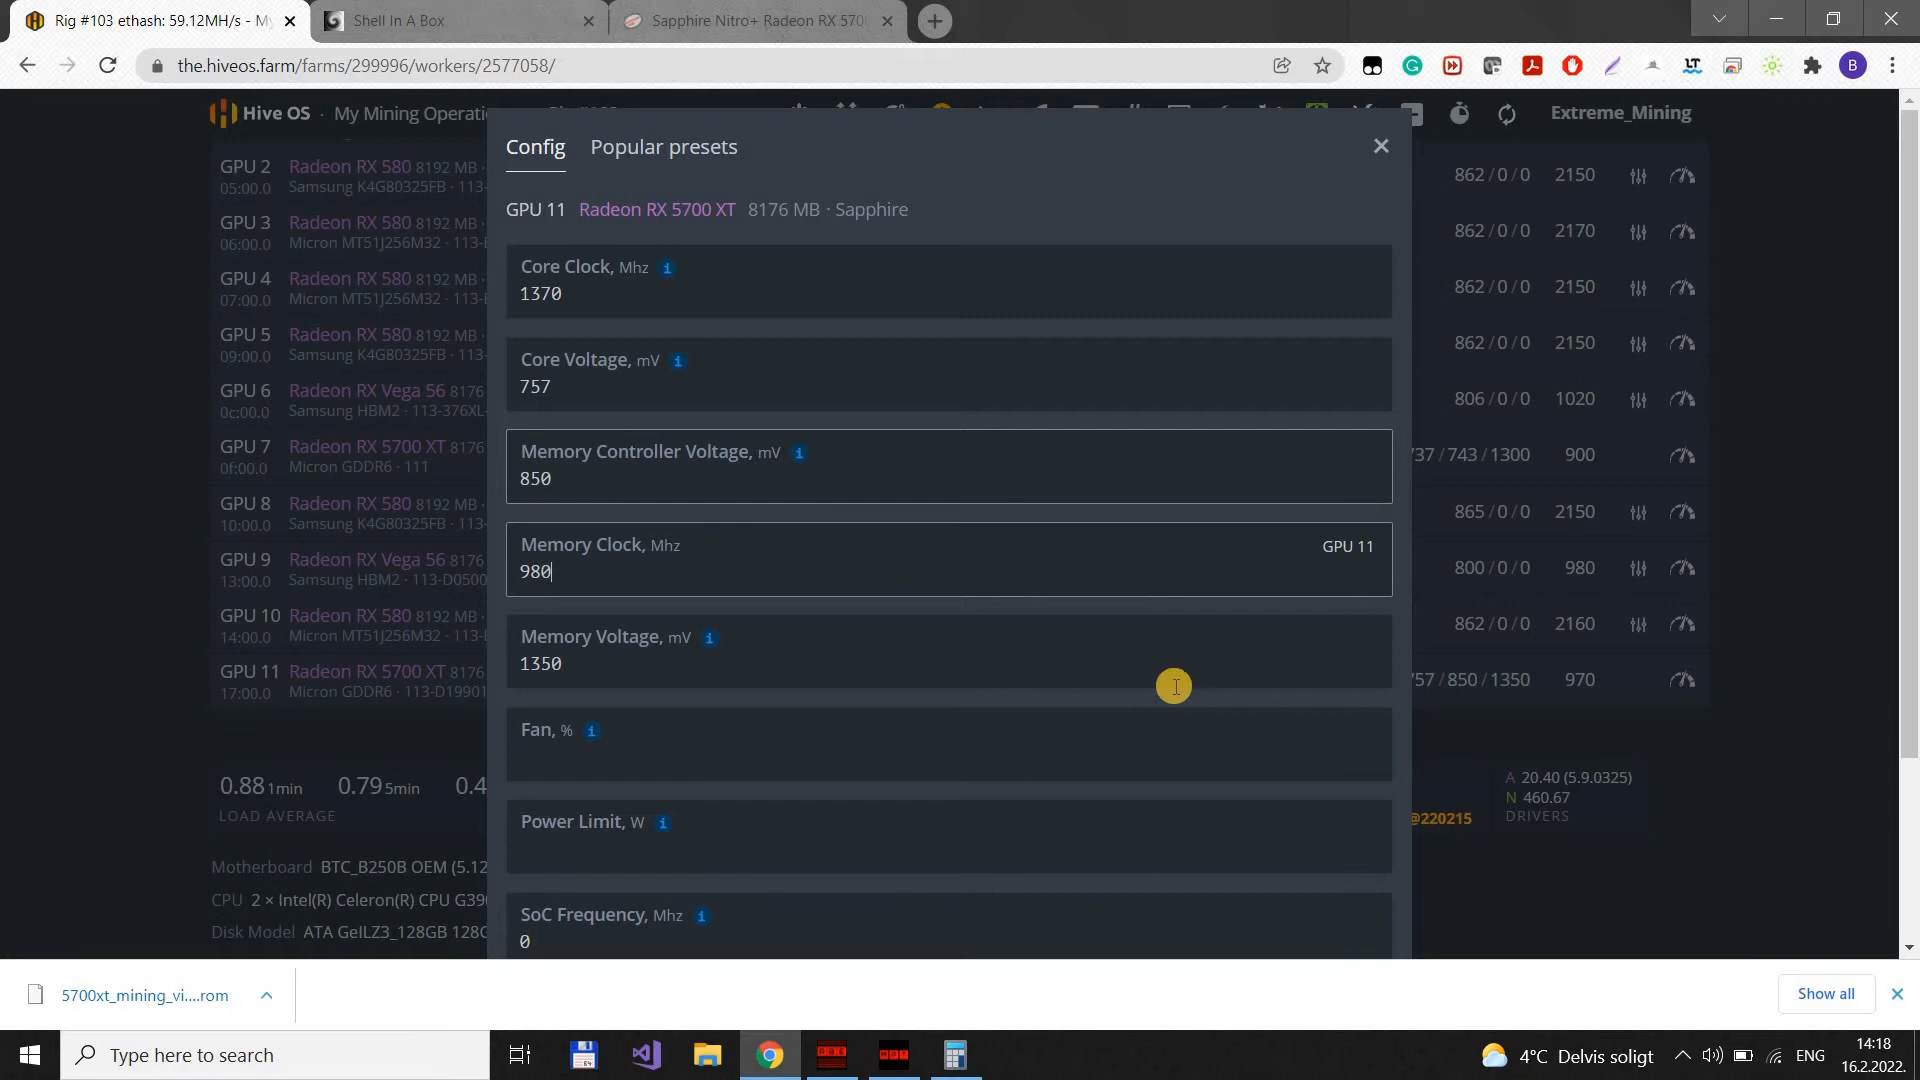 Rig #103 ethash: 59.12MH/s - My
Shell In A Box
Sapphire Nitro+ Radeon RX 5700
the.hiveos.farm/farms/299996/workers/2577058/
B
Hive OS · My Mining Operati
Extreme_Mining
Config
Popular presets
GPU 11 Radeon RX 5700 XT 8176 MB · Sapphire
Core Clock, Mhz
1370
Core Voltage, mV
757
Memory Controller Voltage, mV
850
Memory Clock, Mhz
GPU 11
980
Memory Voltage, mV
1350
Fan, %
Power Limit, W
SoC Frequency, Mhz
0
GPU 2 Radeon RX 580 8192 MB ·
05:00.0 Samsung K4G80325FB · 113-
862 / 0 / 0 2150
GPU 3 Radeon RX 580 8192 MB ·
06:00.0 Micron MT51J256M32 · 113-
862 / 0 / 0 2170
GPU 4 Radeon RX 580 8192 MB ·
07:00.0 Micron MT51J256M32 · 113-
862 / 0 / 0 2150
GPU 5 Radeon RX 580 8192 MB ·
09:00.0 Samsung K4G80325FB · 113-
862 / 0 / 0 2150
GPU 6 Radeon RX Vega 56 8176
0c:00.0 Samsung HBM2 · 113-376XL-
806 / 0 / 0 1020
GPU 7 Radeon RX 5700 XT 8176
0f:00.0 Micron GDDR6 · 111
737 / 743 / 1300 900
GPU 8 Radeon RX 580 8192 MB ·
10:00.0 Samsung K4G80325FB · 113-
865 / 0 / 0 2150
GPU 9 Radeon RX Vega 56 8176
13:00.0 Samsung HBM2 · 113-D0500
800 / 0 / 0 980
GPU 10 Radeon RX 580 8192 MB ·
14:00.0 Micron MT51J256M32 · 113-
862 / 0 / 0 2160
GPU 11 Radeon RX 5700 XT 8176
17:00.0 Micron GDDR6 · 113-D19901
757 / 850 / 1350 970
0.88 1min 0.79 5min 0.4
LOAD AVERAGE
@220215
A 20.40 (5.9.0325)
N 460.67
DRIVERS
Motherboard BTC_B250B OEM (5.12
CPU 2 × Intel(R) Celeron(R) CPU G39
Disk Model ATA GeILZ3_128GB 128G
5700xt_mining_vi....rom
Show all
Type here to search
4°C Delvis soligt
ENG
14:18
16.2.2022.